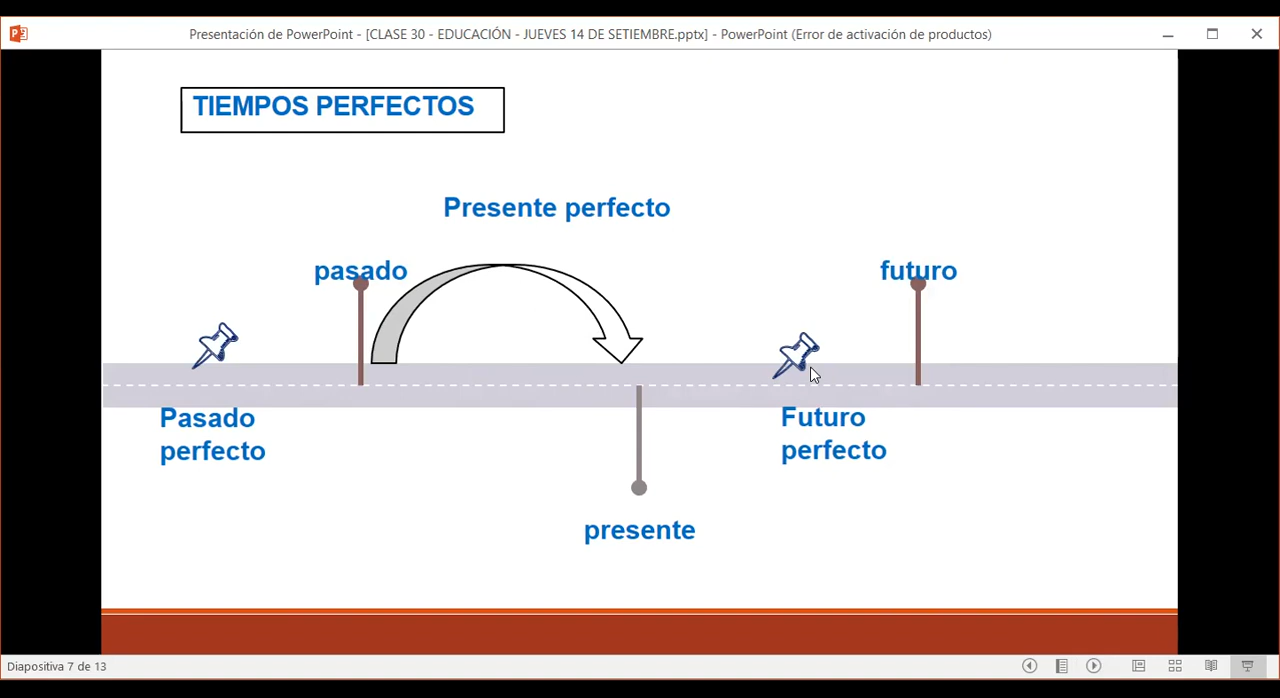 Presentación de PowerPoint - [CLASE 30 - EDUCACIÓN - JUEVES 14 DE SETIEMBRE.pptx] - PowerPoint (Error de activación de productos)
TIEMPOS PERFECTOS
Presente perfecto
pasado
futuro
Pasado
perfecto
Futuro
perfecto
presente
Diapositiva 7 de 13